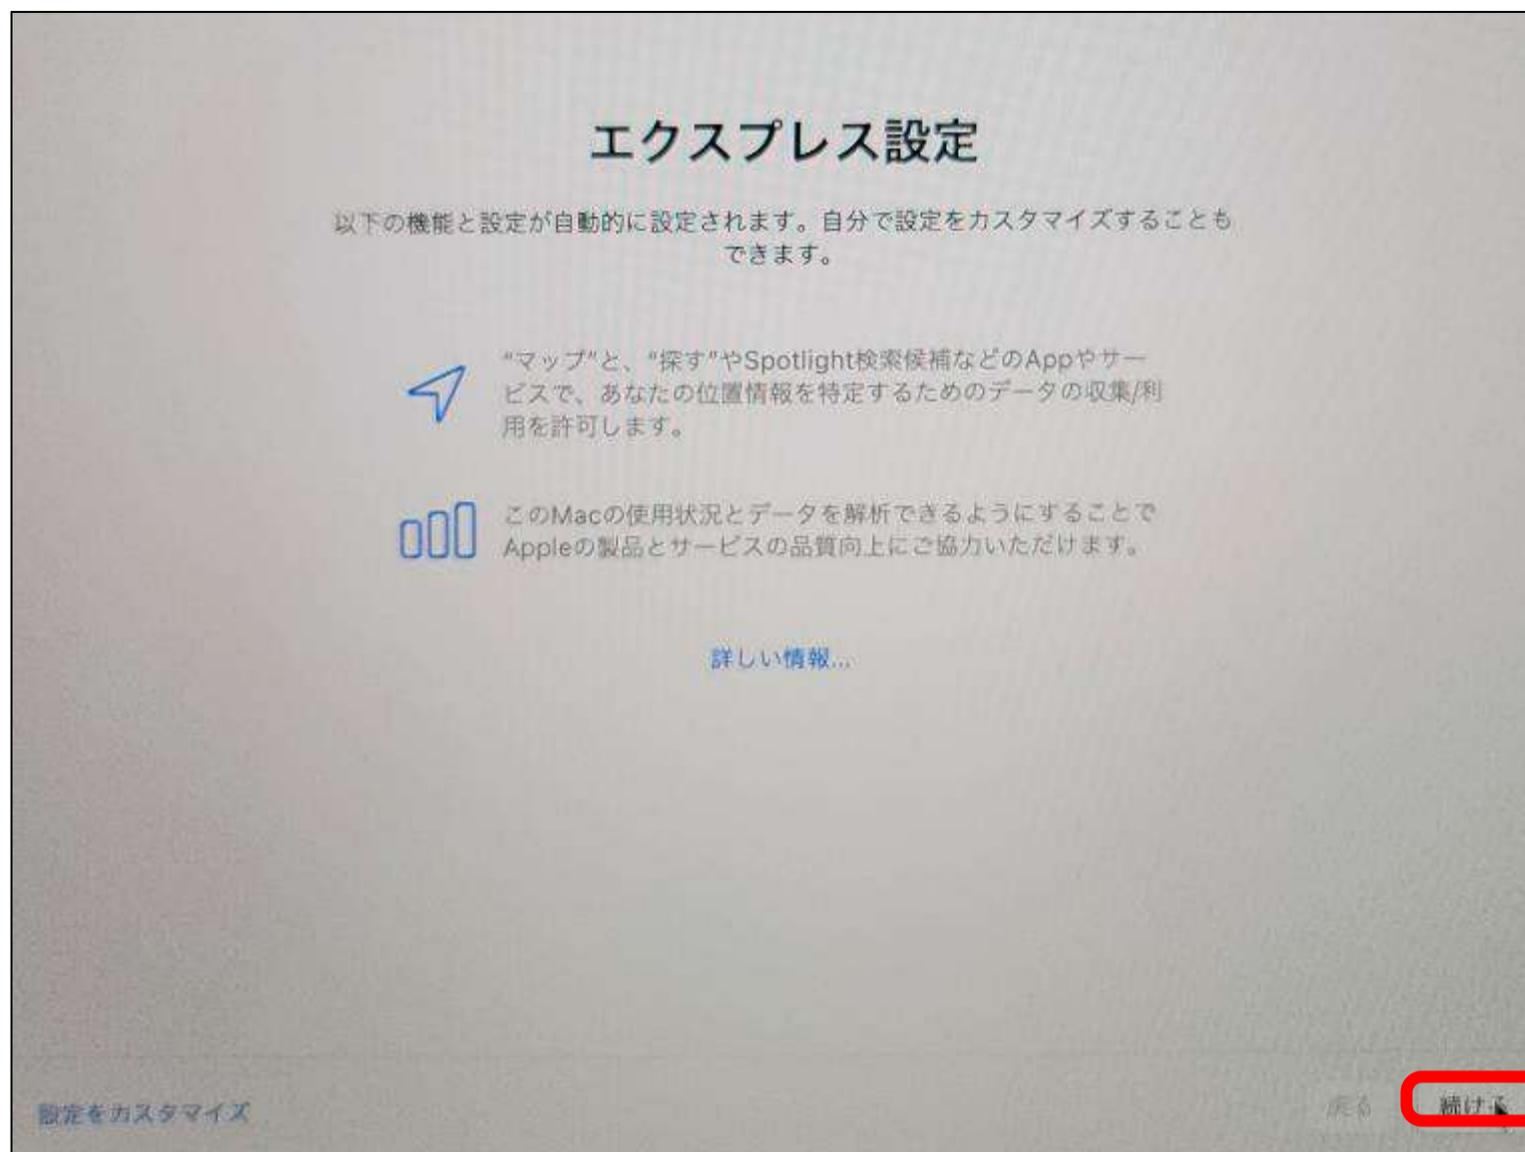 エクスプレス設定
以下の機能と設定が自動的に設定されます。自分で設定をカスタマイズすることも
できます。
“マップ”と、“探す”やSpotlight検索候補などのAppやサー
ビスで、あなたの位置情報を特定するためのデータの収集/利
用を許可します。
このMacの使用状況とデータを解析できるようにすることで
Appleの製品とサービスの品質向上にご協力いただけます。
詳しい情報...
設定をカスタマイズ
戻る
続ける